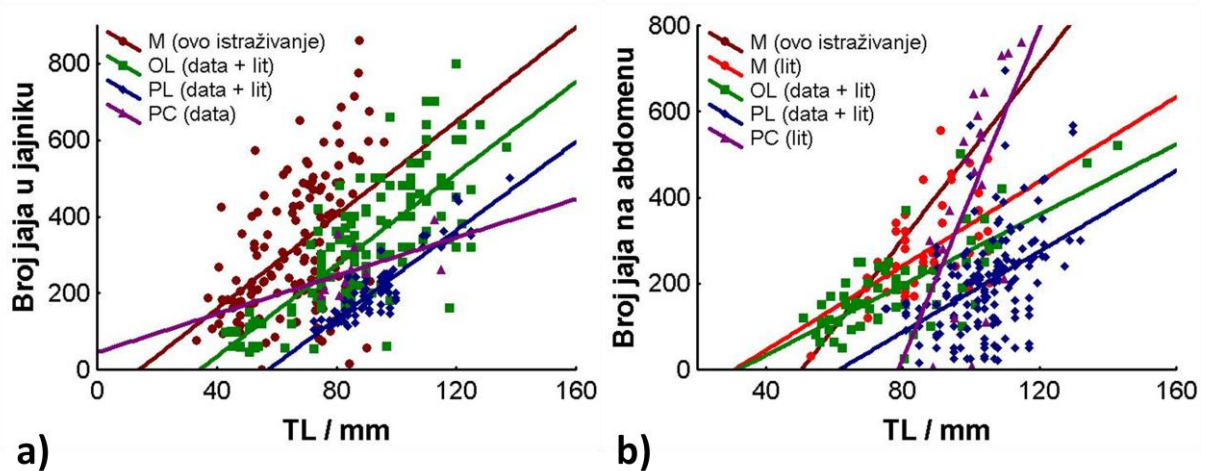 Broj jaja u jajniku
800
600
400
200
0
M (ovo istraživanje)
OL (data + lit)
PL (data + lit)
PC (data)
0 40 80 120 160
TL / mm
a)
Broj jaja na abdomenu
800
600
400
200
0
M (ovo istraživanje)
M (lit)
OL (data + lit)
PL (data + lit)
PC (lit)
40 80 120 160
TL / mm
b)